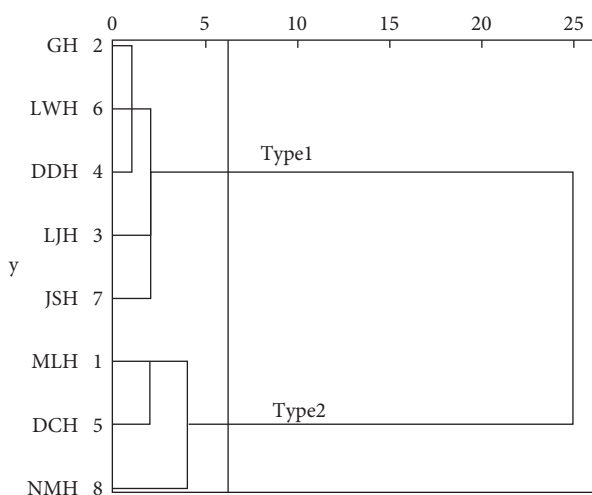 0 5 10 15 20 25
GH 2
LWH 6
DDH 4
Type1
LJH 3
y
JSH 7
MLH 1
DCH 5
Type2
NMH 8